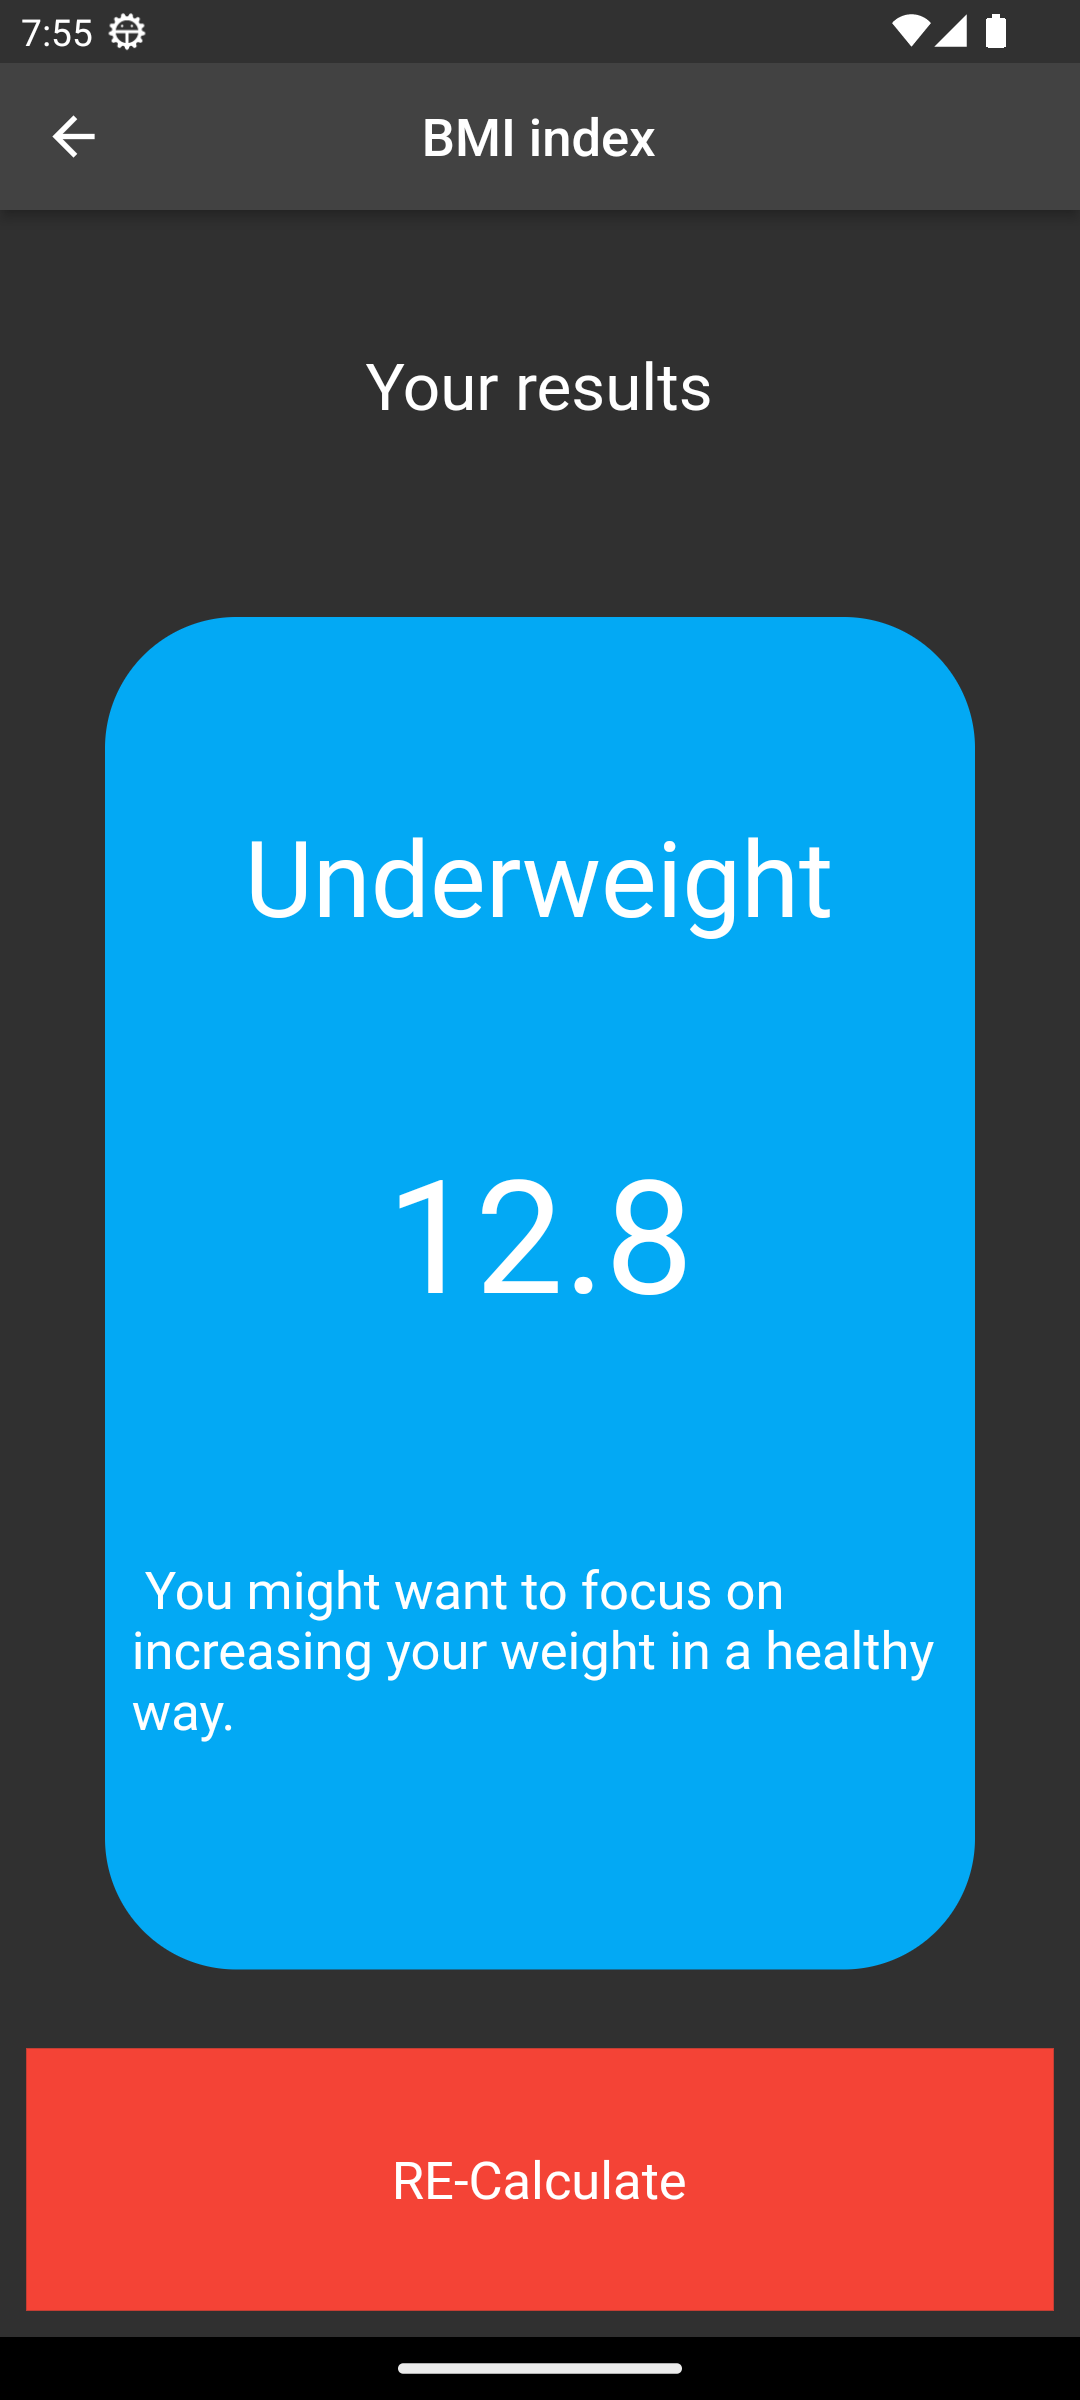 7:55
BMI index
Your results
Underweight
12.8
You might want to focus on
increasing your weight in a healthy
way.
RE-Calculate